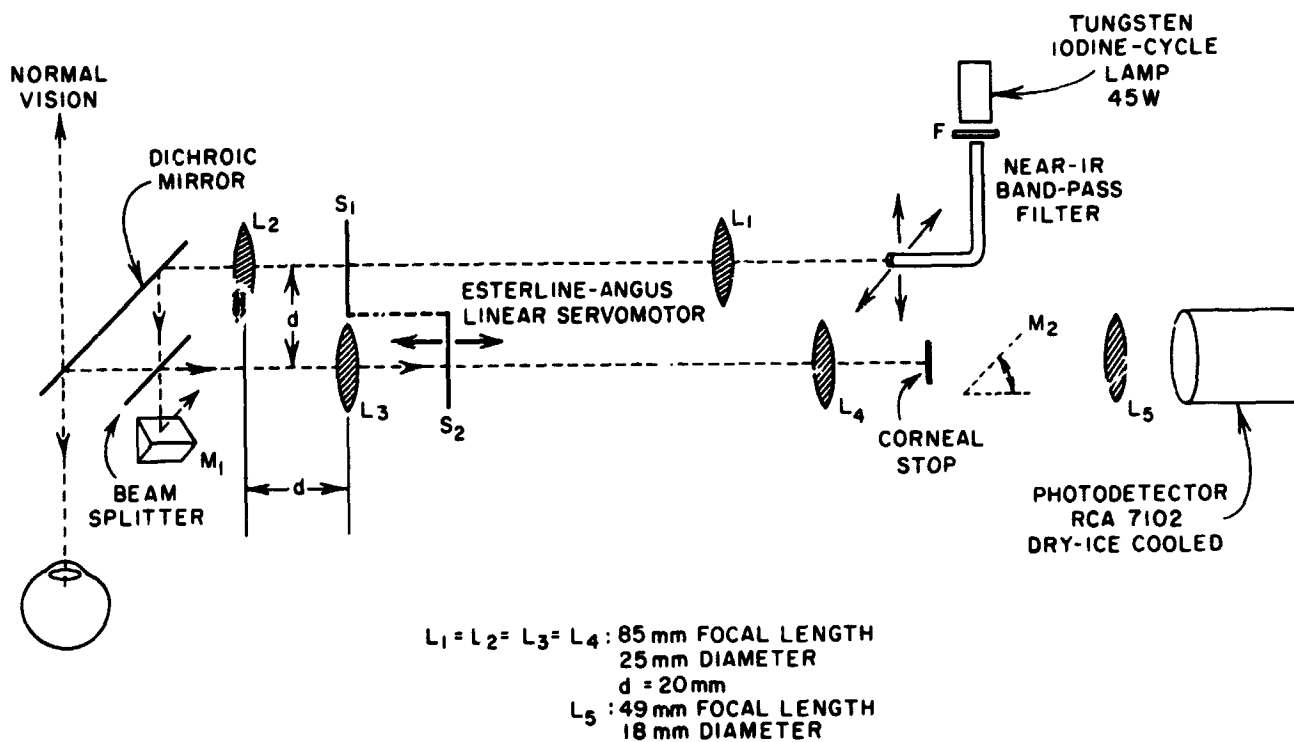 TUNGSTEN
IODINE-CYCLE
LAMP
45W
NORMAL
VISION
F
DICHROIC
MIRROR
NEAR-IR
BAND-PASS
FILTER
L2
S1
L1
ESTERLINE-ANGUS
LINEAR SERVOMOTOR
d
M2
L3
S2
L4
L5
M1
CORNEAL
STOP
BEAM
SPLITTER
d
PHOTODETECTOR
RCA 7102
DRY-ICE COOLED
L1 = L2 = L3 = L4 : 85 mm FOCAL LENGTH
25 mm DIAMETER
d = 20 mm
L5 : 49 mm FOCAL LENGTH
18 mm DIAMETER